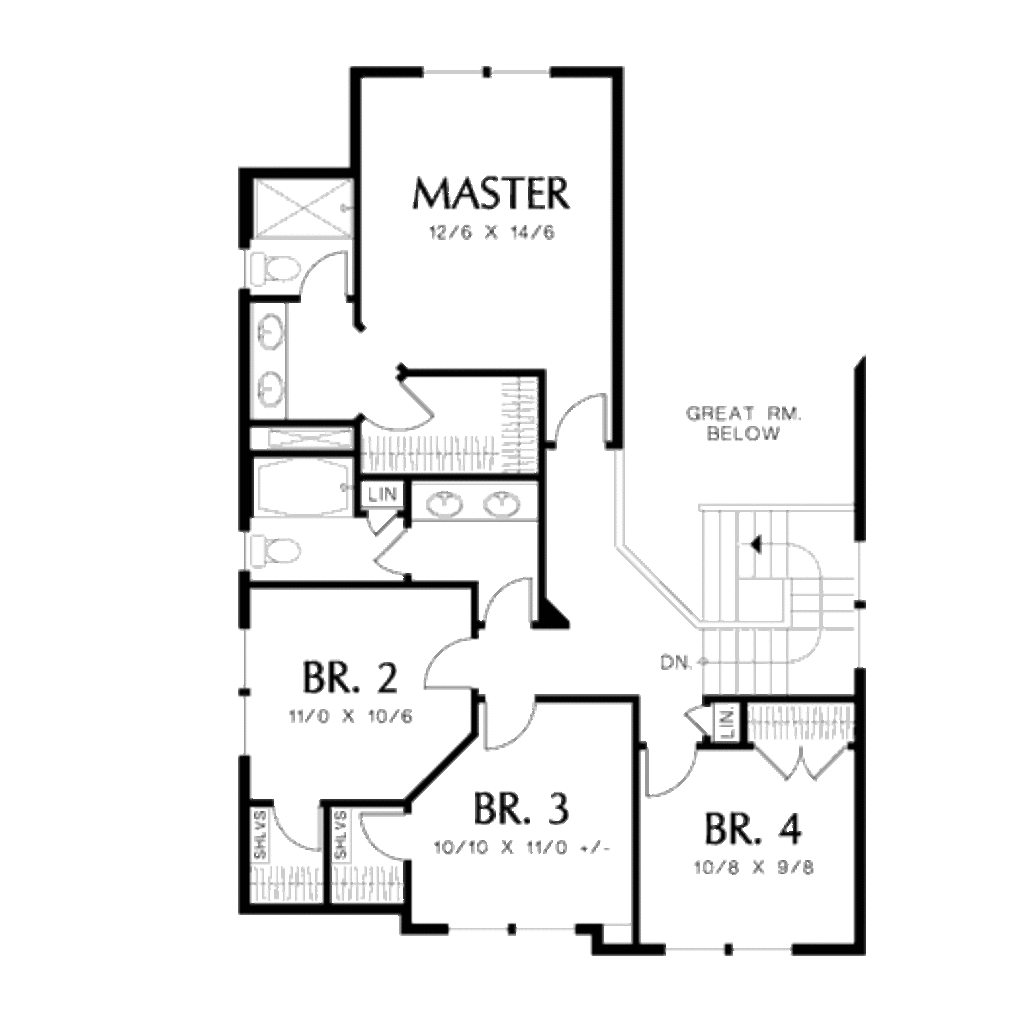 MASTER
12/6 X 14/6
GREAT RM.
BELOW
LIN
DN.
BR. 2
11/0 X 10/6
LIN.
BR. 3
10/10 X 11/0 +/-
BR. 4
10/8 X 9/8
SHLVS
SHLVS